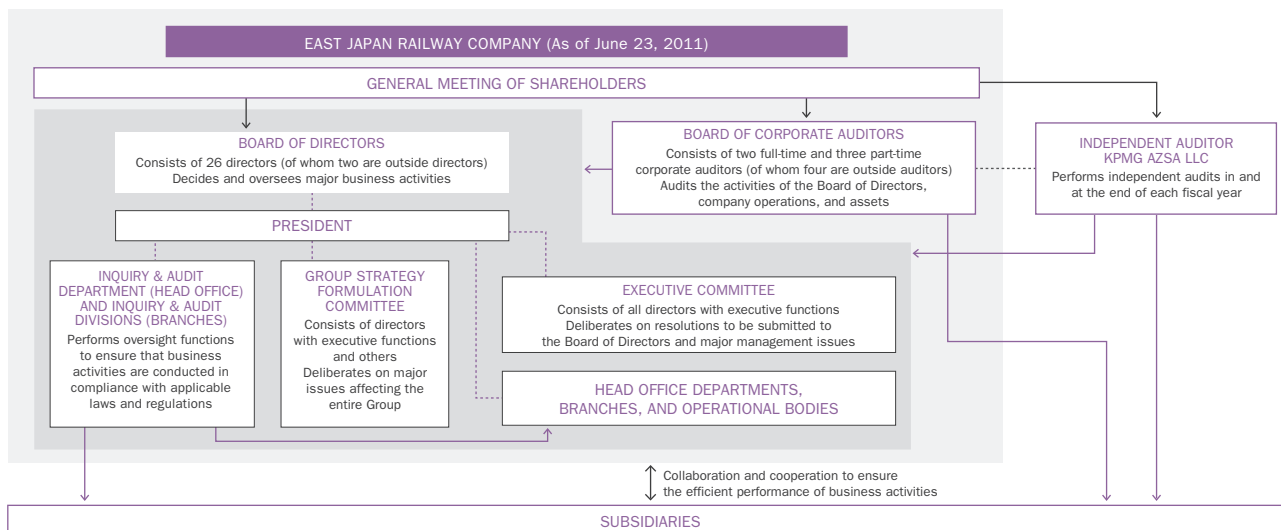 EAST JAPAN RAILWAY COMPANY (As of June 23, 2011)
GENERAL MEETING OF SHAREHOLDERS
BOARD OF DIRECTORS
Consists of 26 directors (of whom two are outside directors)
Decides and oversees major business activities
BOARD OF CORPORATE AUDITORS
Consists of two full-time and three part-time
corporate auditors (of whom four are outside auditors)
Audits the activities of the Board of Directors,
company operations, and assets
INDEPENDENT AUDITOR
KPMG AZSA LLC
Performs independent audits in and
at the end of each fiscal year
PRESIDENT
INQUIRY & AUDIT
DEPARTMENT (HEAD OFFICE)
AND INQUIRY & AUDIT
DIVISIONS (BRANCHES)
Performs oversight functions
to ensure that business
activities are conducted in
compliance with applicable
laws and regulations
GROUP STRATEGY
FORMULATION
COMMITTEE
Consists of directors
with executive functions
and others
Deliberates on major
issues affecting the
entire Group
EXECUTIVE COMMITTEE
Consists of all directors with executive functions
Deliberates on resolutions to be submitted to
the Board of Directors and major management issues
HEAD OFFICE DEPARTMENTS,
BRANCHES, AND OPERATIONAL BODIES
Collaboration and cooperation to ensure
the efficient performance of business activities
SUBSIDIARIES